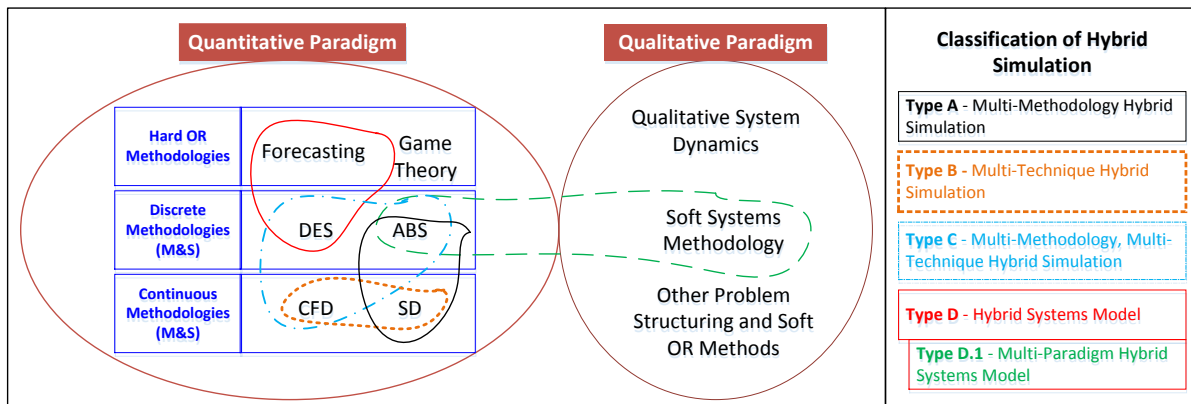 Quantitative Paradigm
Qualitative Paradigm
Hard OR
Methodologies
Forecasting
Game
Theory
Discrete
Methodologies
(M&S)
DES
ABS
Continuous
Methodologies
(M&S)
CFD
SD
Qualitative System
Dynamics
Soft Systems
Methodology
Other Problem
Structuring and Soft
OR Methods
Classification of Hybrid
Simulation
Type A - Multi-Methodology Hybrid
Simulation
Type B - Multi-Technique Hybrid
Simulation
Type C - Multi-Methodology, Multi-
Technique Hybrid Simulation
Type D - Hybrid Systems Model
Type D.1 - Multi-Paradigm Hybrid
Systems Model